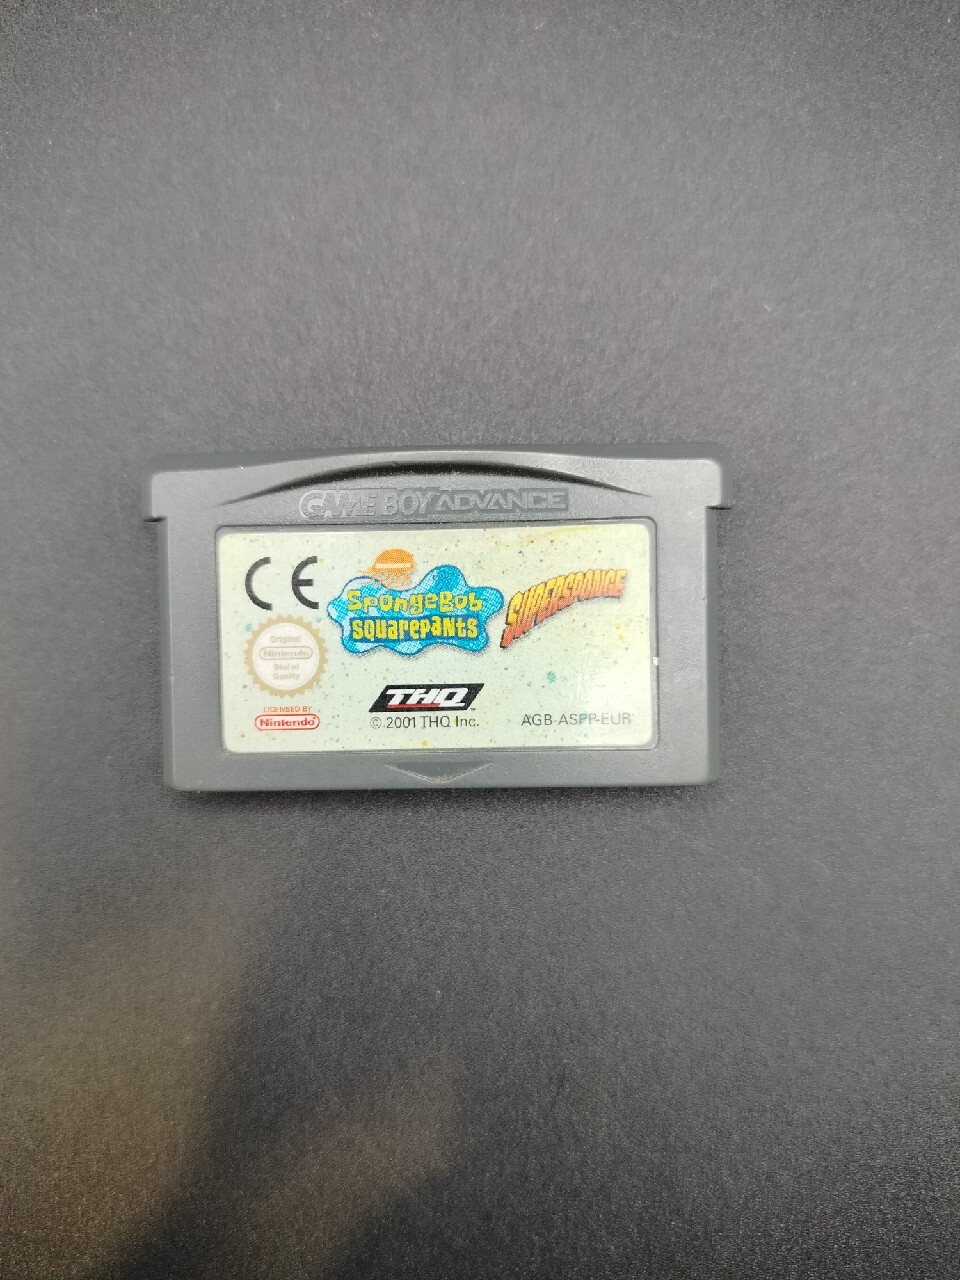 GAME BOY ADVANCE
CE
SpongeBob
SquarePants
SUPERSPONGE
Original
Nintendo
Seal of
Quality
LICENSED BY
Nintendo
THQ
© 2001 THQ Inc.
AGB-ASPP-EUR